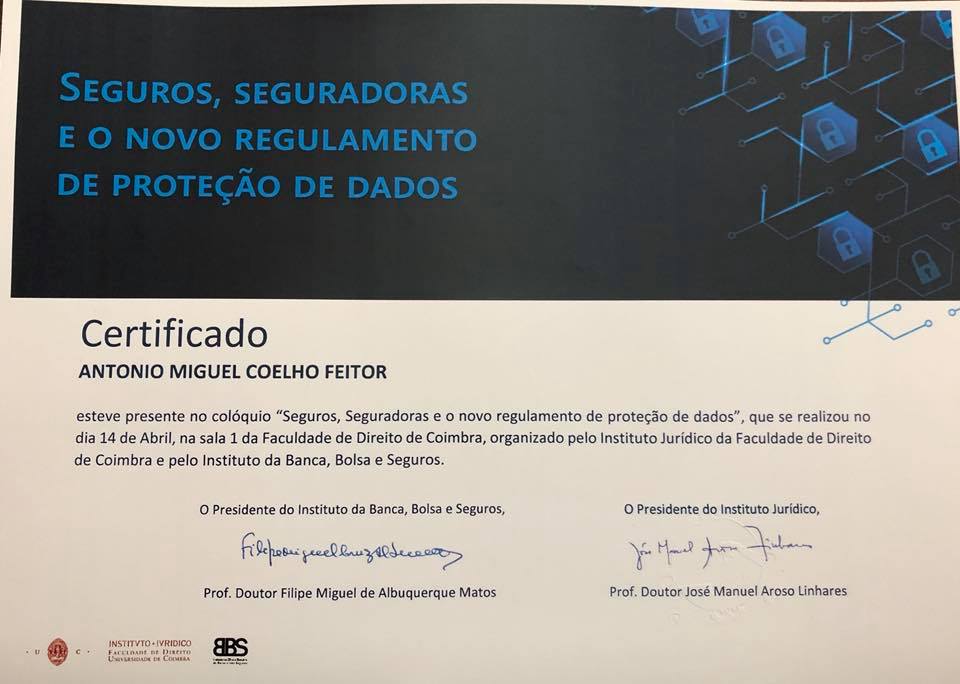 SEGUROS, SEGURADORAS
E O NOVO REGULAMENTO
DE PROTEÇÃO DE DADOS
Certificado
ANTONIO MIGUEL COELHO FEITOR
esteve presente no colóquio “Seguros, Seguradoras e o novo regulamento de proteção de dados”, que se realizou no
dia 14 de Abril, na sala 1 da Faculdade de Direito de Coimbra, organizado pelo Instituto Jurídico da Faculdade de Direito
de Coimbra e pelo Instituto da Banca, Bolsa e Seguros.
O Presidente do Instituto da Banca, Bolsa e Seguros,
O Presidente do Instituto Jurídico,
Prof. Doutor Filipe Miguel de Albuquerque Matos
Prof. Doutor José Manuel Aroso Linhares
· U C ·
INSTITVTO · IVRIDICO
FACULDADE DE DIREITO
UNIVERSIDADE DE COIMBRA
BBS